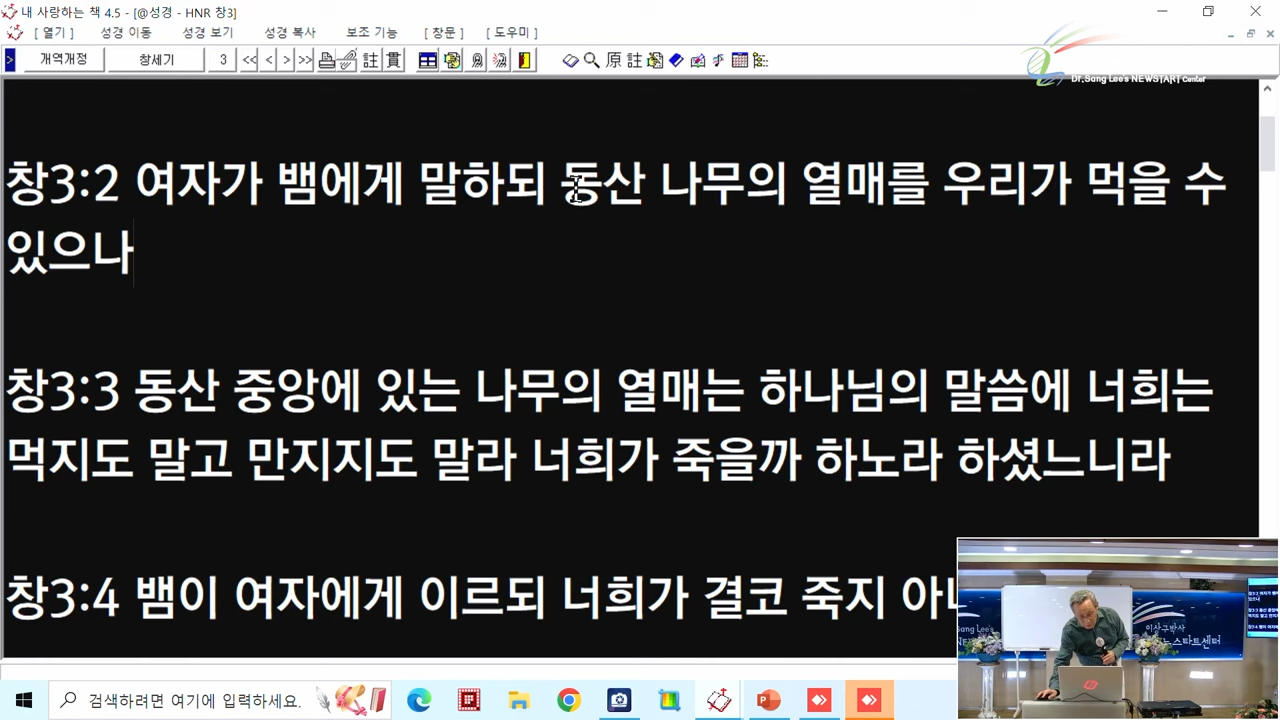 내 사랑하는 책 4.5 - [@성경 - HNR 창3]
[ 열기 ] 성경 이동 성경 보기 성경 복사 보조 기능 [ 창문 ] [ 도우미 ]
개역개정 창세기 3 << < > >> 註 貫 原 註
Dr.Sang Lee's NEWSTART Center
창3:2 여자가 뱀에게 말하되 동산 나무의 열매를 우리가 먹을 수
있으나
창3:3 동산 중앙에 있는 나무의 열매는 하나님의 말씀에 너희는
먹지도 말고 만지지도 말라 너희가 죽을까 하노라 하셨느니라
창3:4 뱀이 여자에게 이르되 너희가 결코 죽지
이상구박사
스타트센터
검색하려면 여기에 입력하세요.